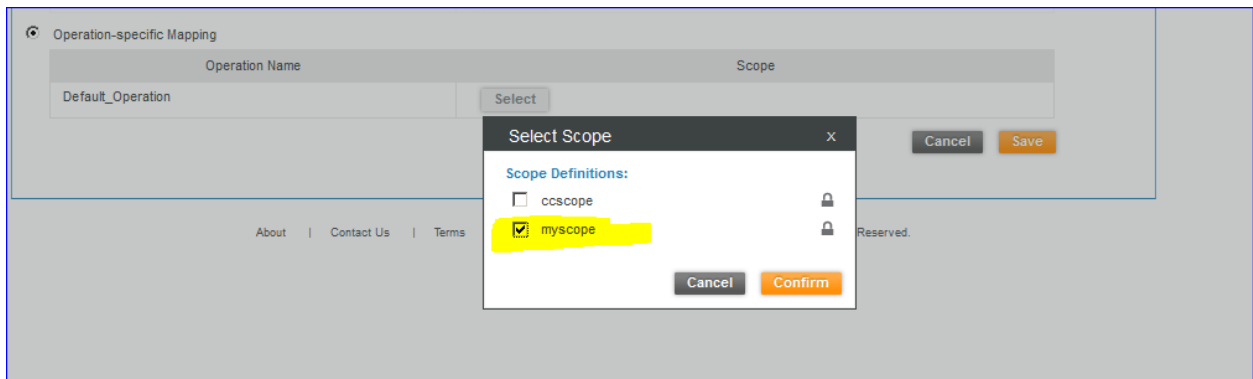 Operation-specific Mapping
Operation Name Scope
Default_Operation Select
Select Scope x
Cancel Save
Scope Definitions:
ccscope
myscope
About | Contact Us | Terms Reserved.
Cancel Confirm